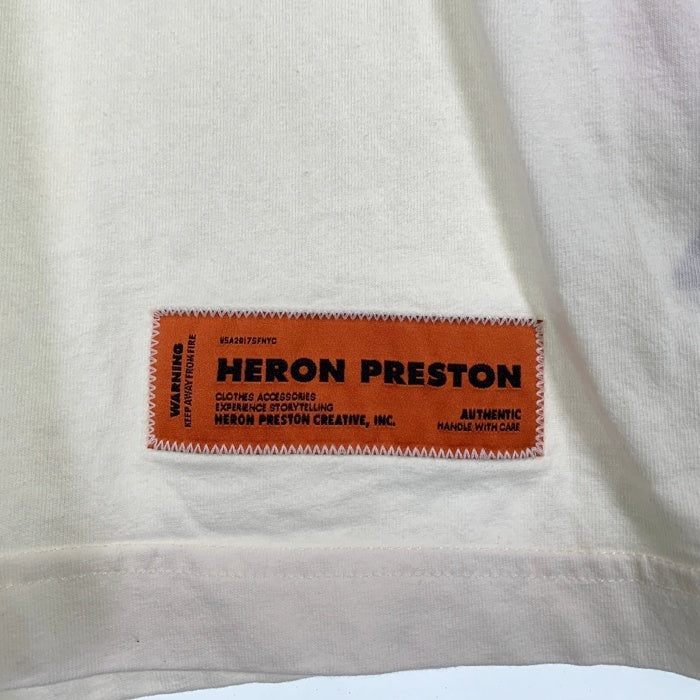 WARNING
KEEP AWAY FROM FIRE
USA2017SFNYC
HERON PRESTON
CLOTHES ACCESSORIES
EXPERIENCE STORYTELLING
HERON PRESTON CREATIVE, INC.
AUTHENTIC
HANDLE WITH CARE